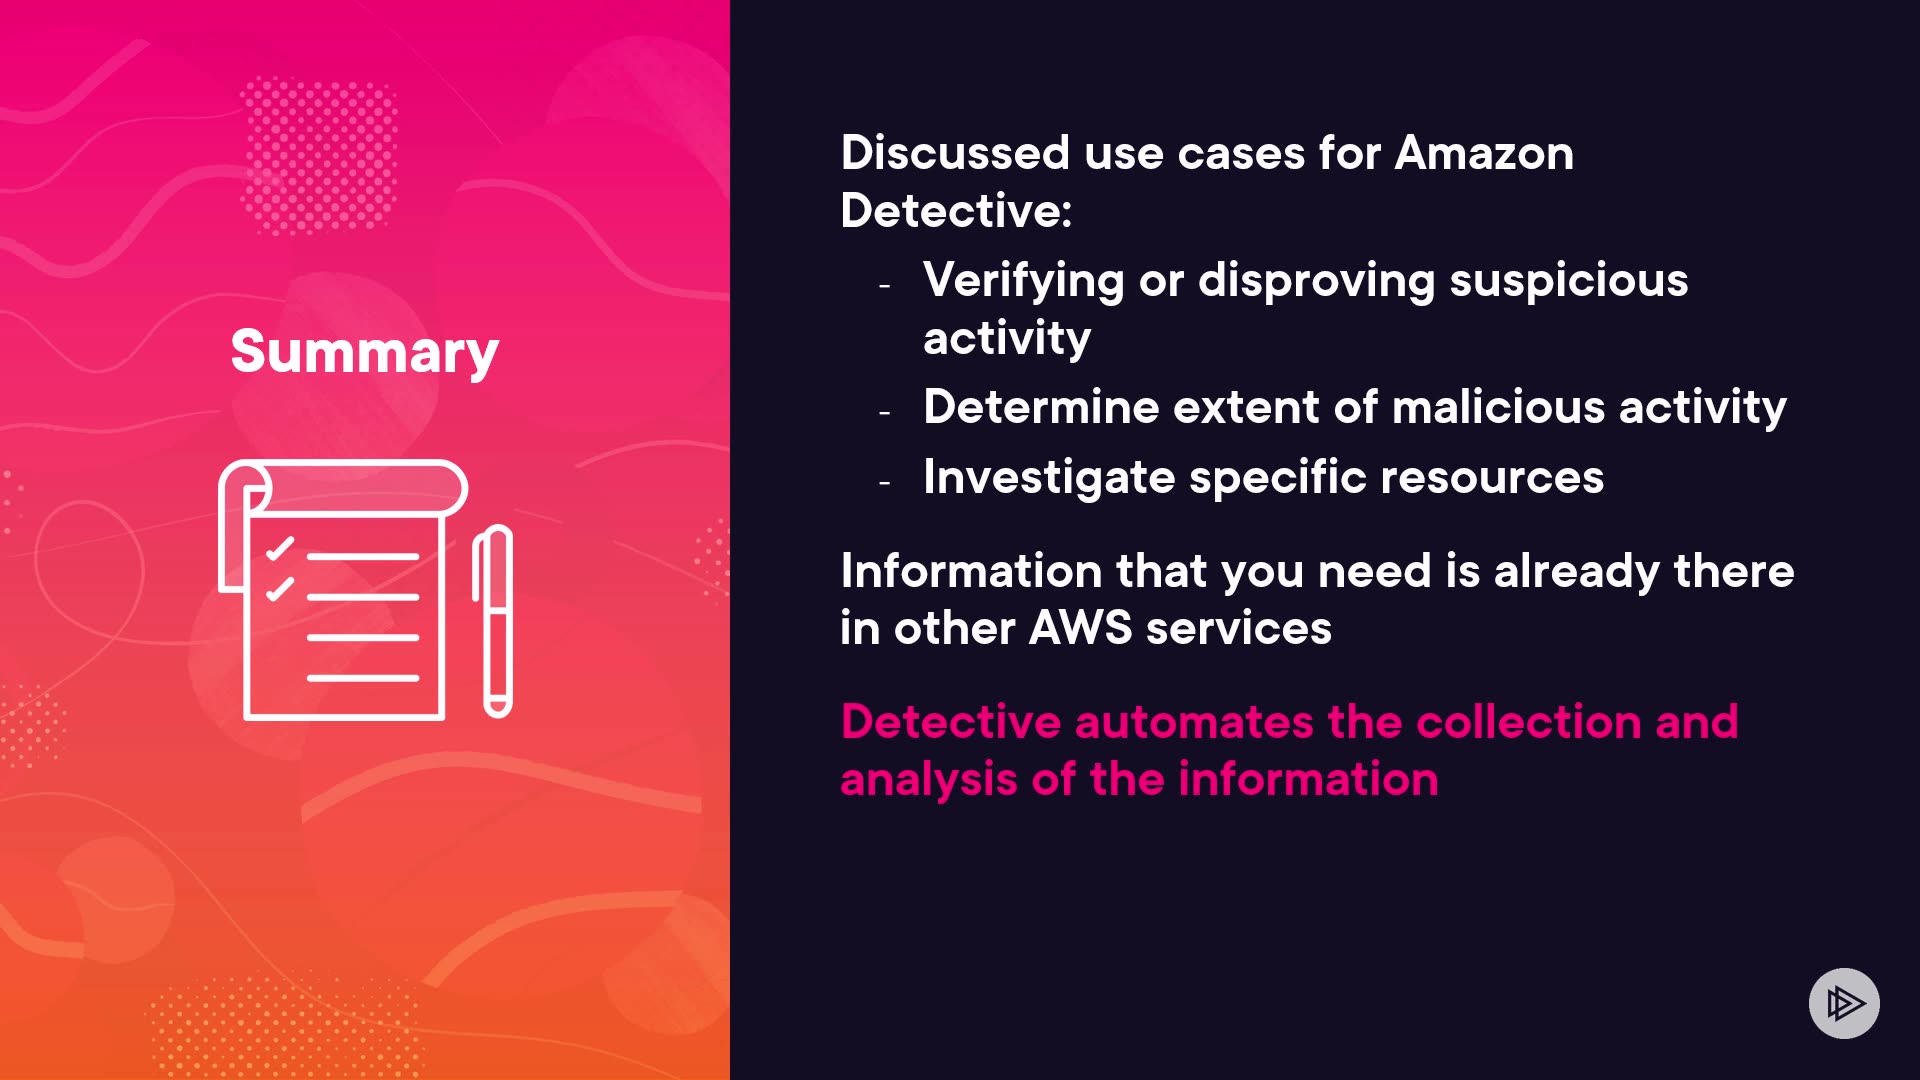 Summary
Discussed use cases for Amazon
Detective:
- Verifying or disproving suspicious
activity
- Determine extent of malicious activity
- Investigate specific resources
Information that you need is already there
in other AWS services
Detective automates the collection and
analysis of the information